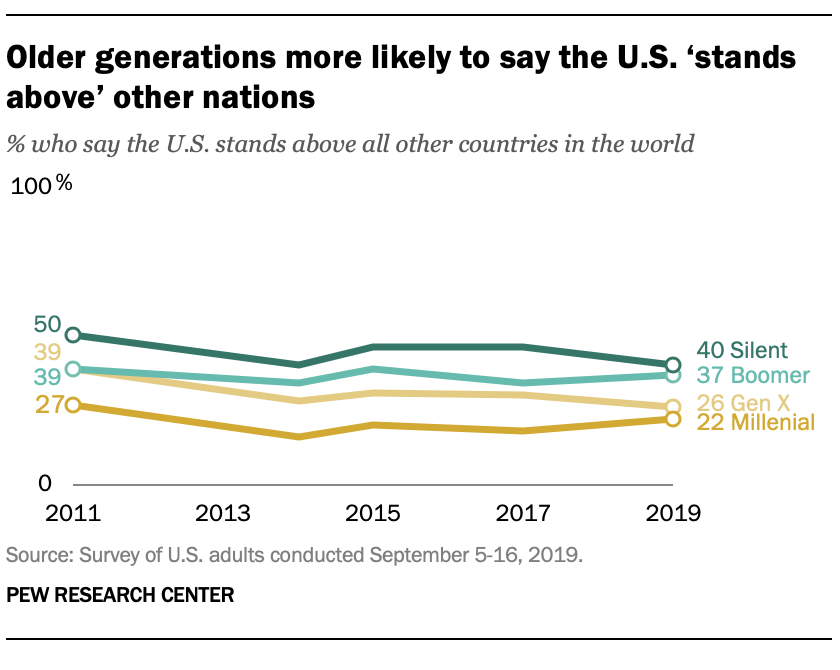 Older generations more likely to say the U.S. ‘stands
above’ other nations
% who say the U.S. stands above all other countries in the world
100%
50
39
39
27
40 Silent
37 Boomer
26 Gen X
22 Millenial
0
2011 2013 2015 2017 2019
Source: Survey of U.S. adults conducted September 5-16, 2019.
PEW RESEARCH CENTER